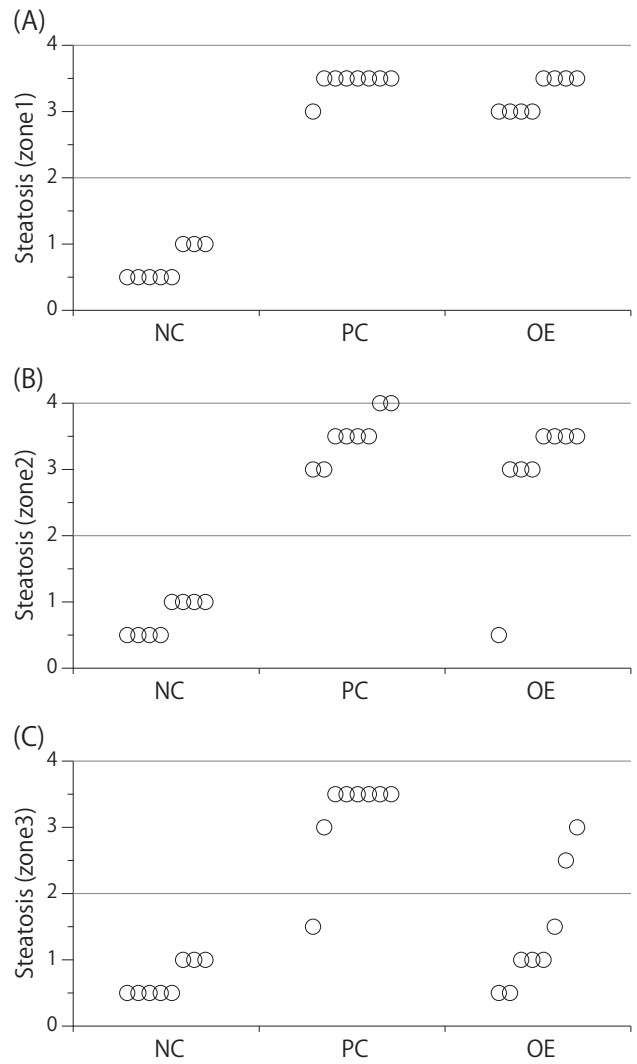 (A)
Steatosis (zone1)
4
3
2
1
0
NC PC OE
(B)
Steatosis (zone2)
4
3
2
1
0
NC PC OE
(C)
Steatosis (zone3)
4
3
2
1
0
NC PC OE